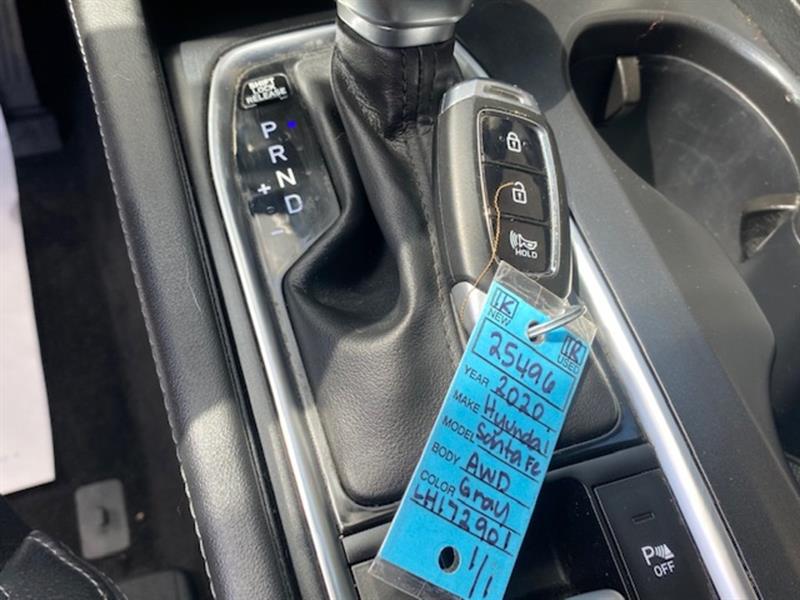 SHIFT
LOCK
RELEASE
P
R
N
D
+
-
HOLD
1K
NEW
USED
25496
YEAR 2020
MAKE Hyundai
MODEL Santa Fe
BODY AWD
COLOR Gray
LH172901
1/1
P
OFF